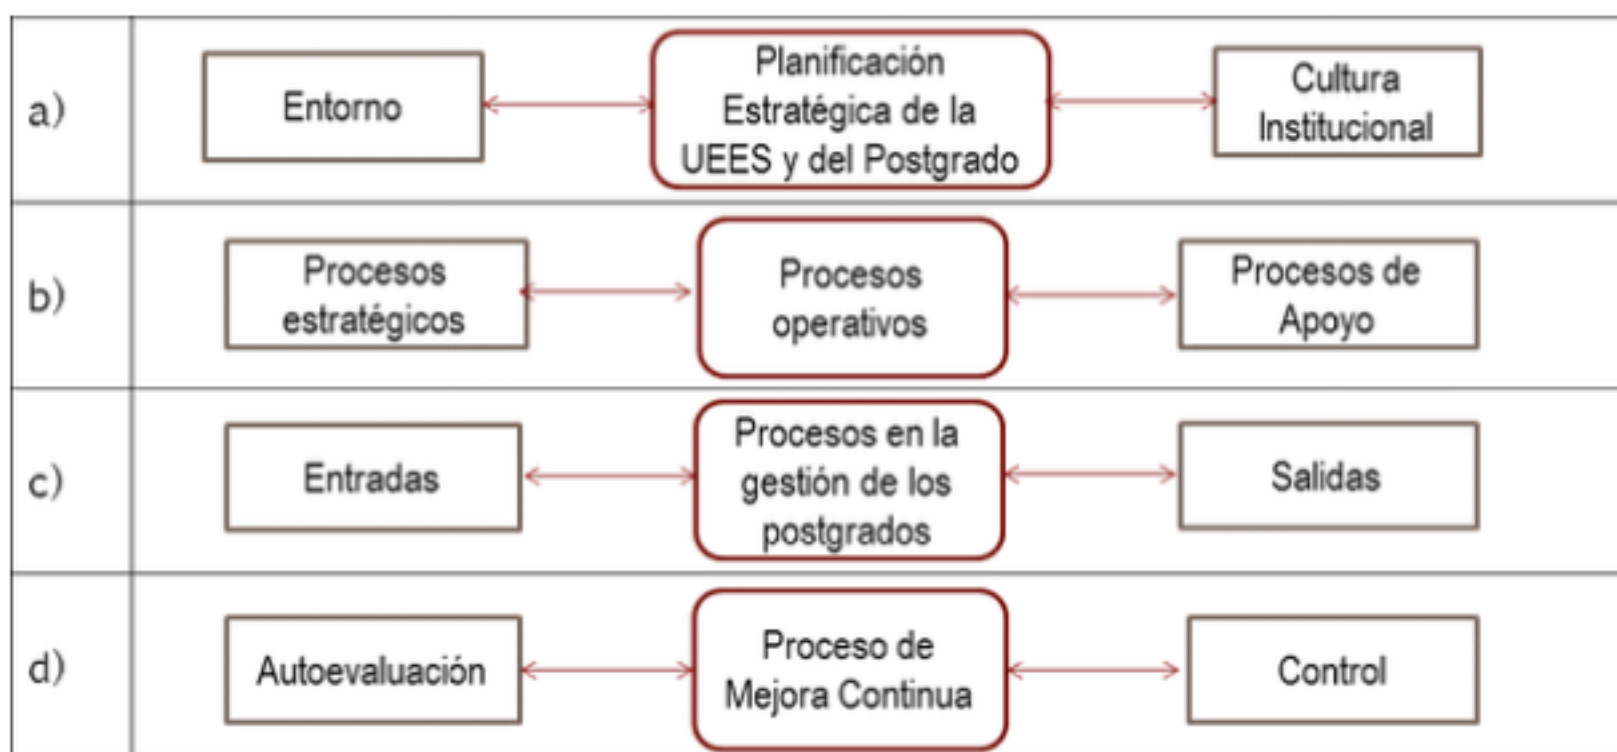 a)
Entorno
Planificación
Estratégica de la
UEES y del Postgrado
Cultura
Institucional
b)
Procesos
estratégicos
Procesos
operativos
Procesos de
Apoyo
c)
Entradas
Procesos en la
gestión de los
postgrados
Salidas
d)
Autoevaluación
Proceso de
Mejora Continua
Control